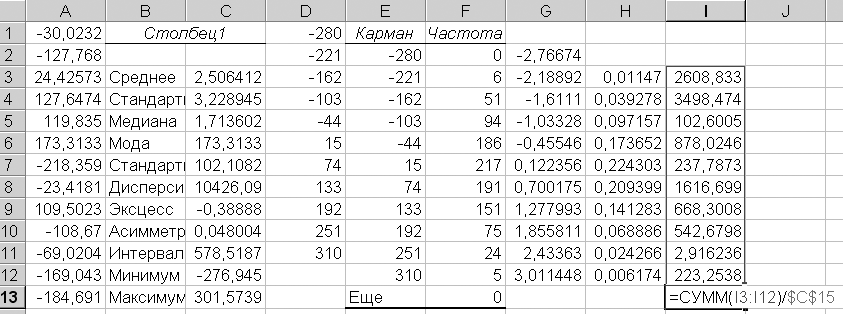 A B C D E F G H I J
1 -30,0232 Столбец1 -280 Карман Частота
2 -127,768 -221 -280 0 -2,76674
3 24,42573 Среднее 2,506412 -162 -221 6 -2,18892 0,01147 2608,833
4 127,6474 Стандартн 3,228945 -103 -162 51 -1,6111 0,039278 3498,474
5 119,835 Медиана 1,713602 -44 -103 94 -1,03328 0,097157 102,6005
6 173,3133 Мода 173,3133 15 -44 186 -0,45546 0,173652 878,0246
7 -218,359 Стандартн 102,1082 74 15 217 0,122356 0,224303 237,7873
8 -23,4181 Дисперси 10426,09 133 74 191 0,700175 0,209399 1616,699
9 109,5023 Эксцесс -0,38888 192 133 151 1,277993 0,141283 668,3008
10 -108,67 Асимметр 0,048004 251 192 75 1,855811 0,068886 542,6798
11 -69,0204 Интервал 578,5187 310 251 24 2,43363 0,024266 2,916236
12 -169,043 Минимум -276,945 310 5 3,011448 0,006174 223,2538
13 -184,691 Максимум 301,5739 Еще 0 =СУММ(I3:I12)/$C$15